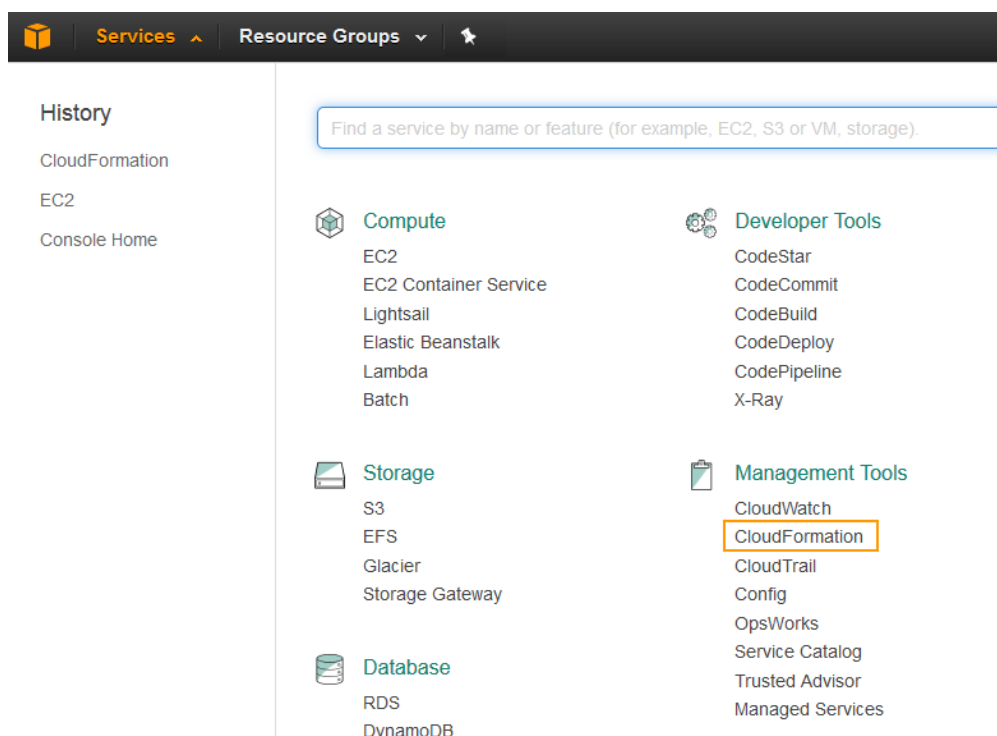 Services
Resource Groups
History
CloudFormation
EC2
Console Home
Find a service by name or feature (for example, EC2, S3 or VM, storage).
Compute
EC2
EC2 Container Service
Lightsail
Elastic Beanstalk
Lambda
Batch
Storage
S3
EFS
Glacier
Storage Gateway
Database
RDS
DynamoDB
Developer Tools
CodeStar
CodeCommit
CodeBuild
CodeDeploy
CodePipeline
X-Ray
Management Tools
CloudWatch
CloudFormation
CloudTrail
Config
OpsWorks
Service Catalog
Trusted Advisor
Managed Services